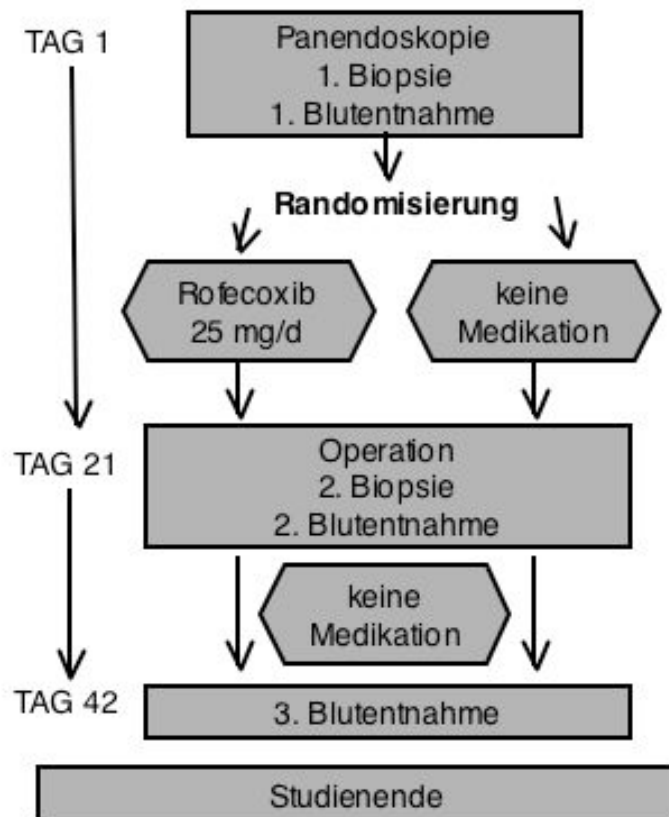 TAG 1
Panendoskopie
1. Biopsie
1. Blutentnahme
Randomisierung
Rofecoxib
25 mg/d
keine
Medikation
TAG 21
Operation
2. Biopsie
2. Blutentnahme
keine
Medikation
TAG 42
3. Blutentnahme
Studienende